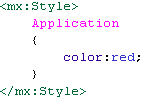 <mx:Style>
Application
{
color:red;
}
</mx:Style>